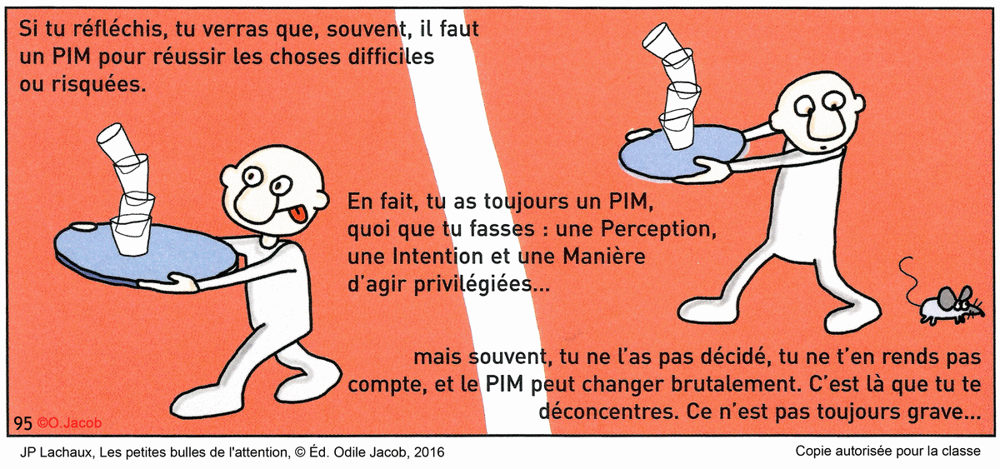 Si tu réfléchis, tu verras que, souvent, il faut
un PIM pour réussir les choses difficiles
ou risquées.
En fait, tu as toujours un PIM,
quoi que tu fasses : une Perception,
une Intention et une Manière
d'agir privilégiées...
mais souvent, tu ne l'as pas décidé, tu ne t'en rends pas
compte, et le PIM peut changer brutalement. C'est là que tu te
déconcentres. Ce n'est pas toujours grave...
95 ©O.Jacob
JP Lachaux, Les petites bulles de l'attention, © Éd. Odile Jacob, 2016
Copie autorisée pour la classe